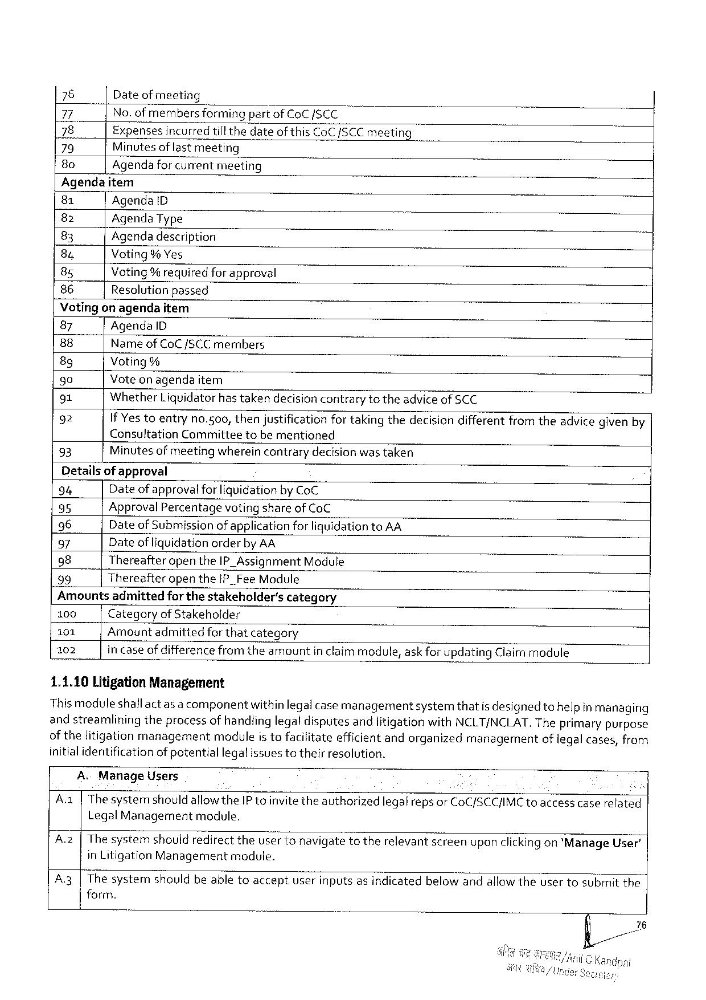 76 Date of meeting
77 No. of members forming part of CoC /SCC
78 Expenses incurred till the date of this CoC /SCC meeting
79 Minutes of last meeting
80 Agenda for current meeting
Agenda item
81 Agenda ID
82 Agenda Type
83 Agenda description
84 Voting % Yes
85 Voting % required for approval
86 Resolution passed
Voting on agenda item
87 Agenda ID
88 Name of CoC /SCC members
89 Voting %
90 Vote on agenda item
91 Whether Liquidator has taken decision contrary to the advice of SCC
92 If Yes to entry no.500, then justification for taking the decision different from the advice given by
Consultation Committee to be mentioned
93 Minutes of meeting wherein contrary decision was taken
Details of approval
94 Date of approval for liquidation by CoC
95 Approval Percentage voting share of CoC
96 Date of Submission of application for liquidation to AA
97 Date of liquidation order by AA
98 Thereafter open the IP_Assignment Module
99 Thereafter open the IP_Fee Module
Amounts admitted for the stakeholder's category
100 Category of Stakeholder
101 Amount admitted for that category
102 In case of difference from the amount in claim module, ask for updating Claim module
1.1.10 Litigation Management
This module shall act as a component within legal case management system that is designed to help in managing
and streamlining the process of handling legal disputes and litigation with NCLT/NCLAT. The primary purpose
of the litigation management module is to facilitate efficient and organized management of legal cases, from
initial identification of potential legal issues to their resolution.
A. Manage Users
A.1 The system should allow the IP to invite the authorized legal reps or CoC/SCC/IMC to access case related
Legal Management module.
A.2 The system should redirect the user to navigate to the relevant screen upon clicking on 'Manage User'
in Litigation Management module.
A.3 The system should be able to accept user inputs as indicated below and allow the user to submit the
form.
76
अनिल चन्द्र कान्डपाल/Anil C Kandpal
अवर सचिव/Under Secretary